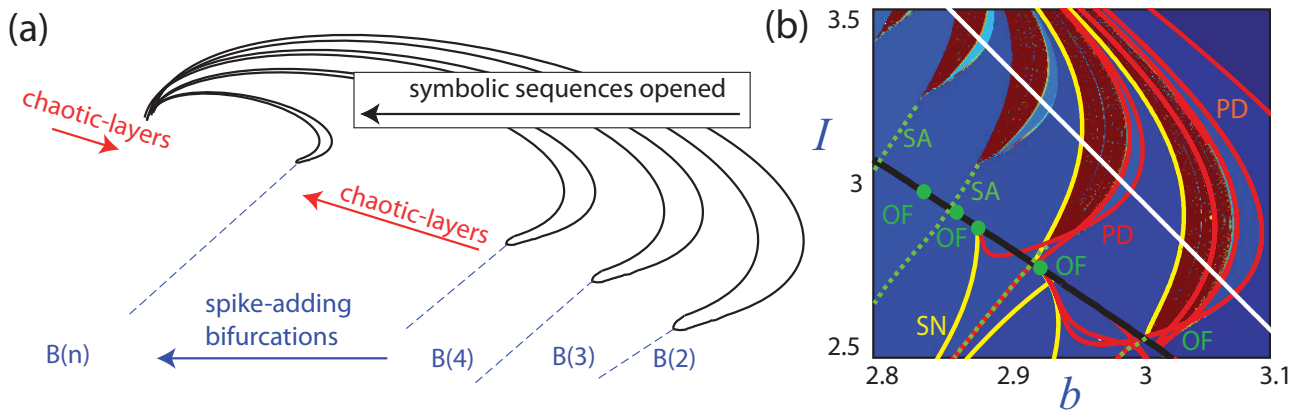 (a)
chaotic-layers
symbolic sequences opened
chaotic-layers
spike-adding
bifurcations
B(n)
B(4)
B(3)
B(2)
(b)
3.5
I
3
2.5
SA
SA
OF
OF
OF
OF
PD
PD
SN
2.8
2.9
3
3.1
b